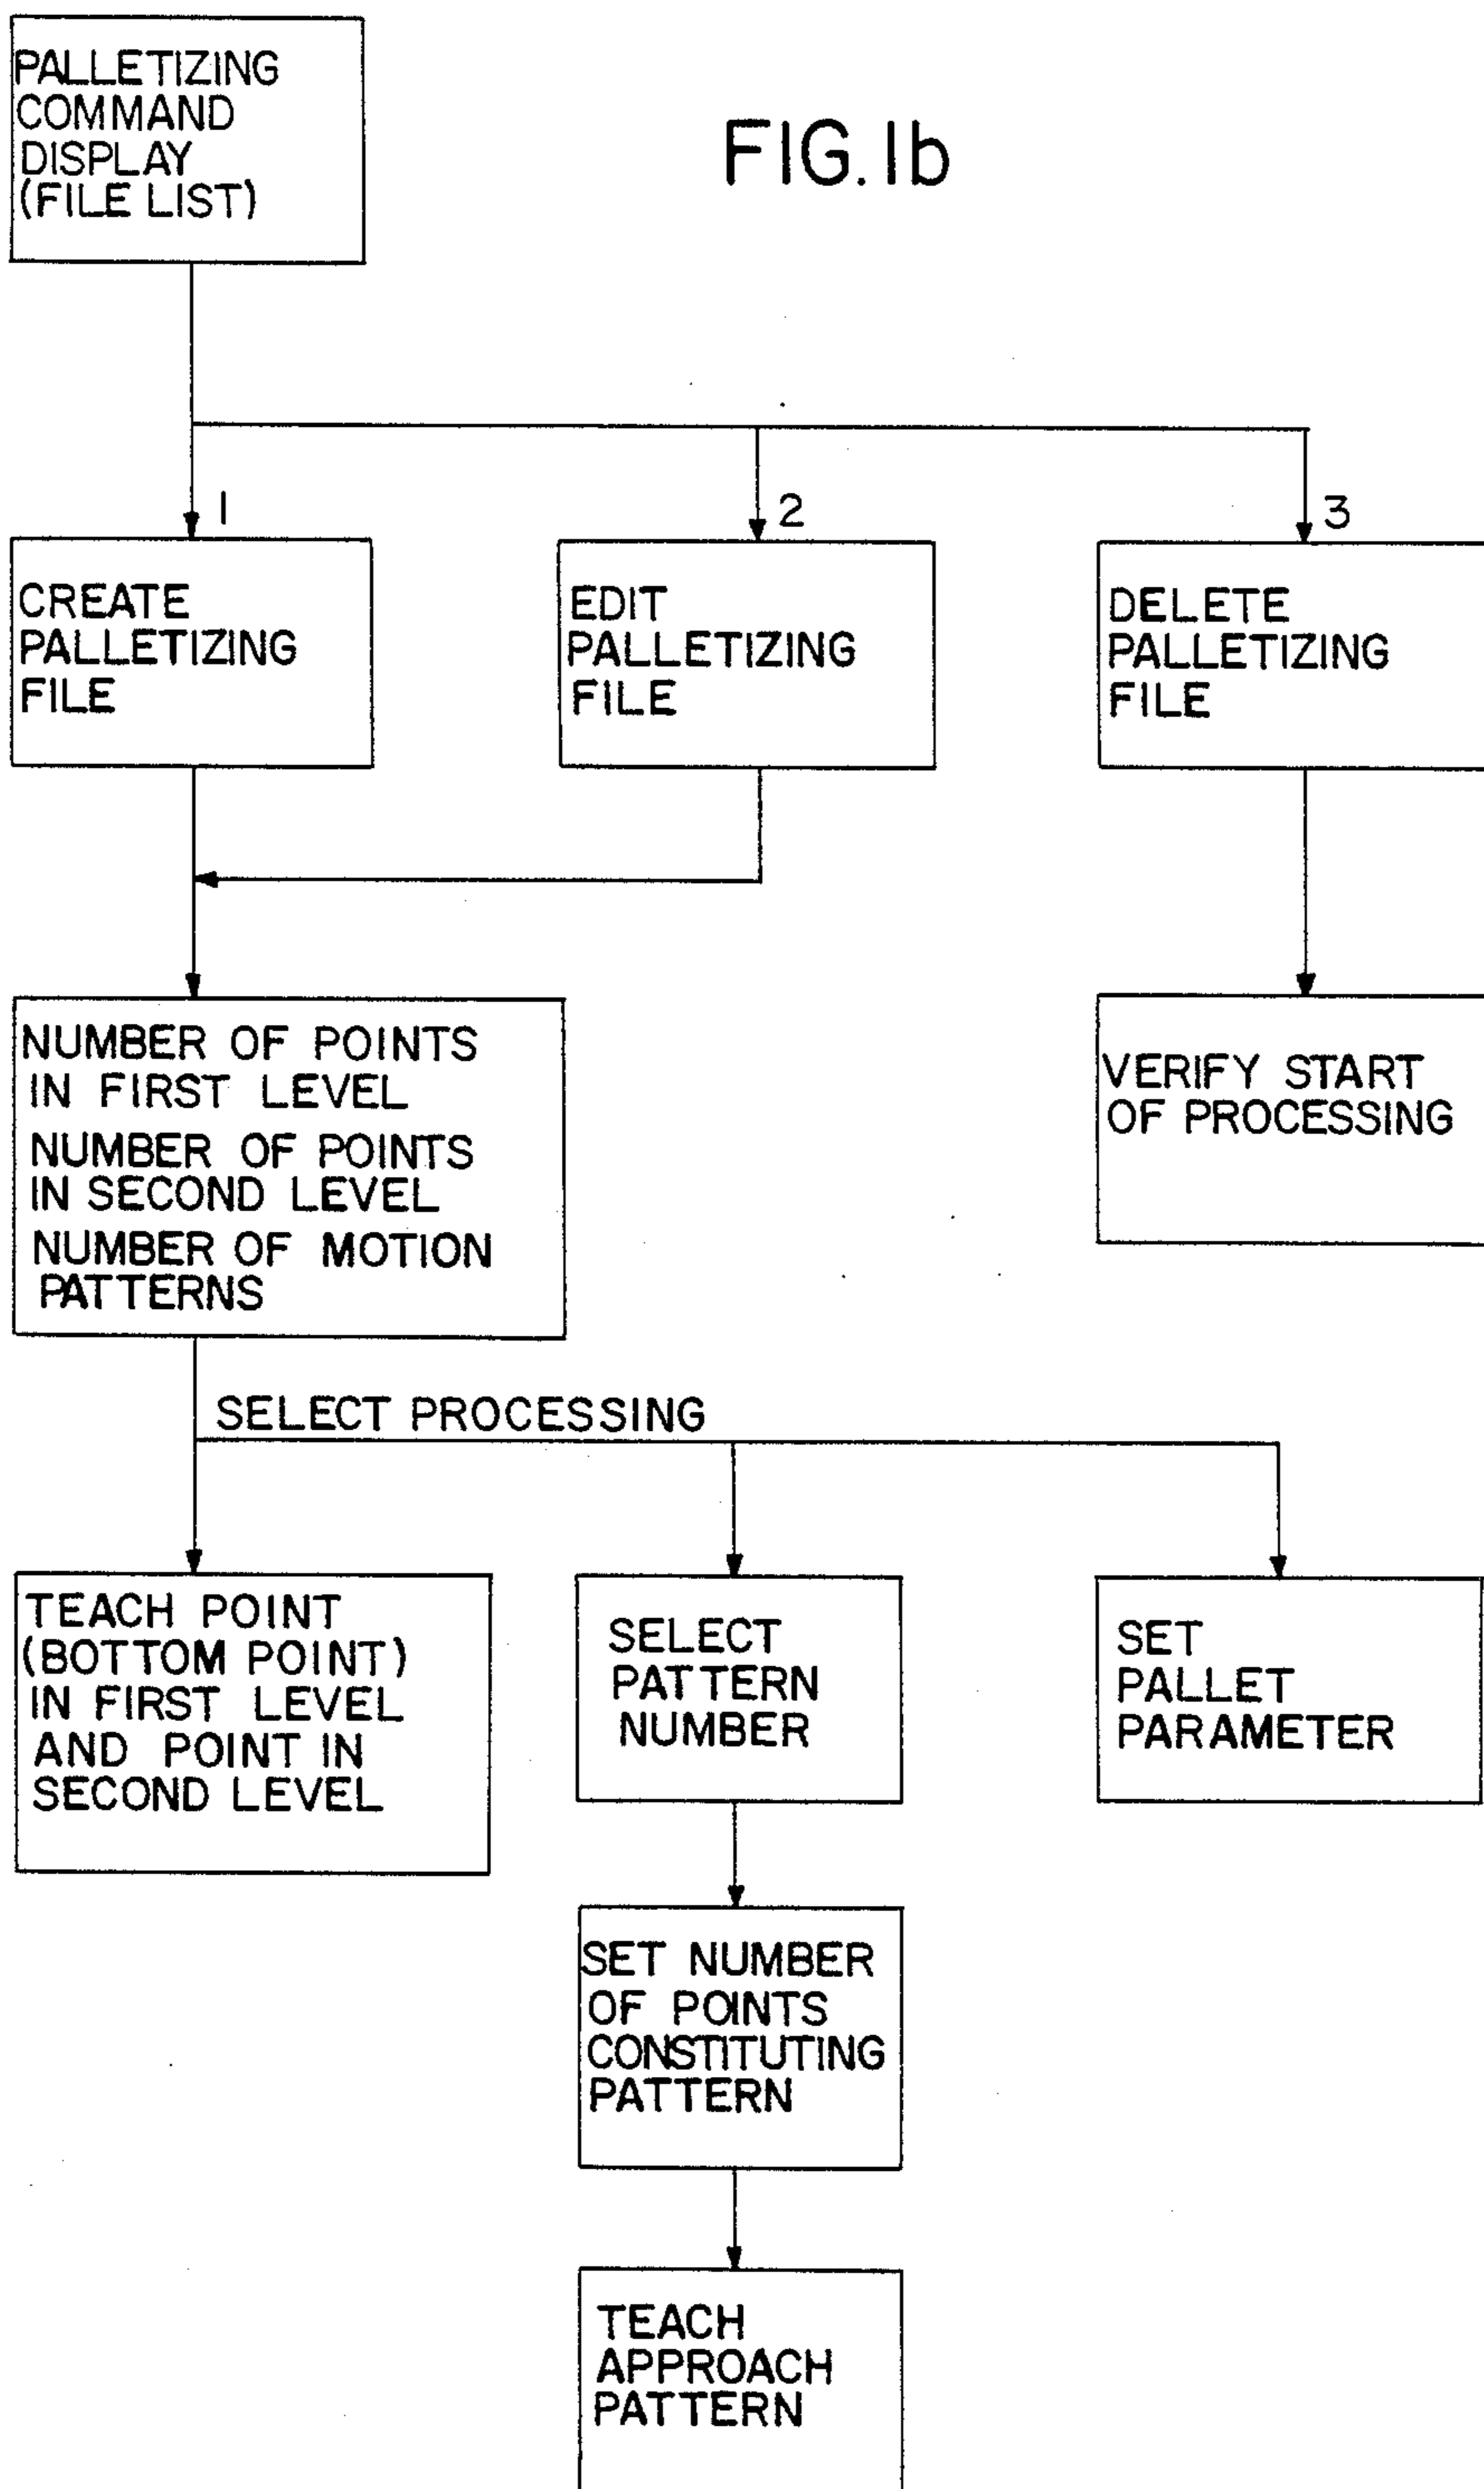 PALLETIZING
COMMAND
DISPLAY
(FILE LIST)
FIG. 1b
1
2
3
CREATE
PALLETIZING
FILE
EDIT
PALLETIZING
FILE
DELETE
PALLETIZING
FILE
NUMBER OF POINTS
IN FIRST LEVEL
NUMBER OF POINTS
IN SECOND LEVEL
NUMBER OF MOTION
PATTERNS
VERIFY START
OF PROCESSING
SELECT PROCESSING
TEACH POINT
(BOTTOM POINT)
IN FIRST LEVEL
AND POINT IN
SECOND LEVEL
SELECT
PATTERN
NUMBER
SET
PALLET
PARAMETER
SET NUMBER
OF POINTS
CONSTITUTING
PATTERN
TEACH
APPROACH
PATTERN